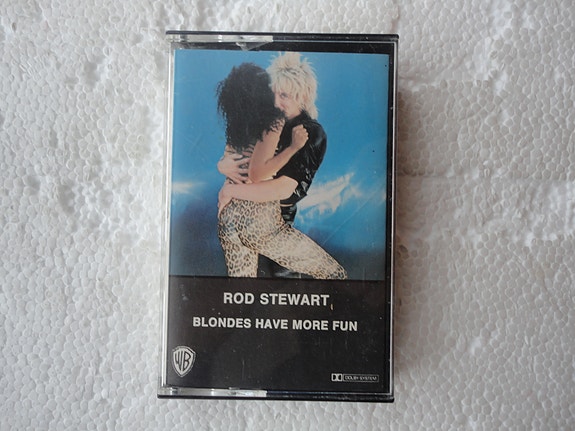 ROD STEWART
BLONDES HAVE MORE FUN
WB
DOLBY SYSTEM